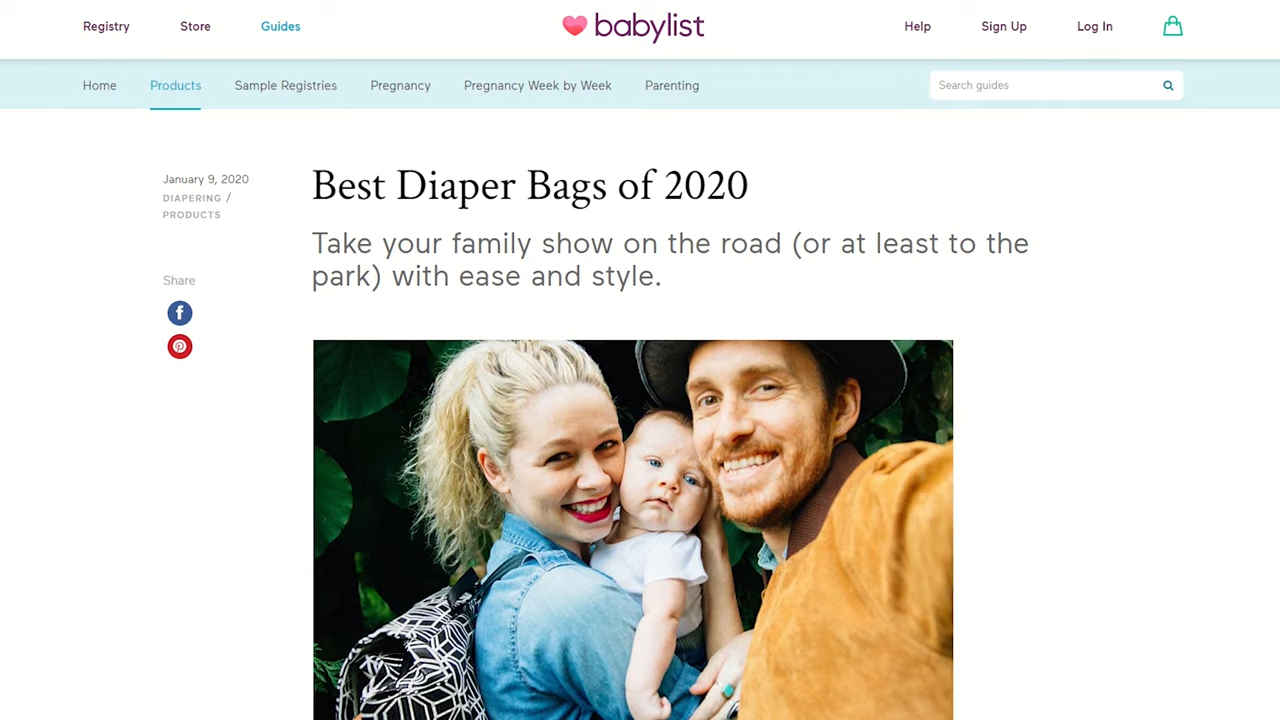 Registry Store Guides babylist Help Sign Up Log In
Home Products Sample Registries Pregnancy Pregnancy Week by Week Parenting Search guides
January 9, 2020
DIAPERING /
PRODUCTS
Share
Best Diaper Bags of 2020
Take your family show on the road (or at least to the
park) with ease and style.